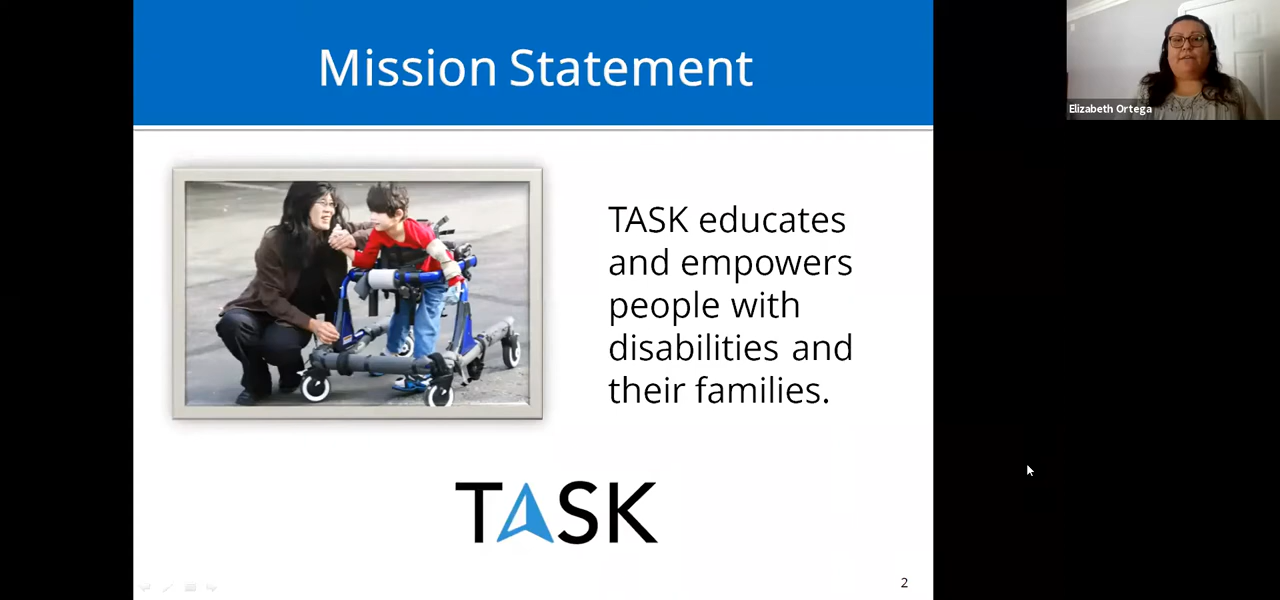 Mission Statement
Elizabeth Ortega
TASK educates
and empowers
people with
disabilities and
their families.
TASK
2